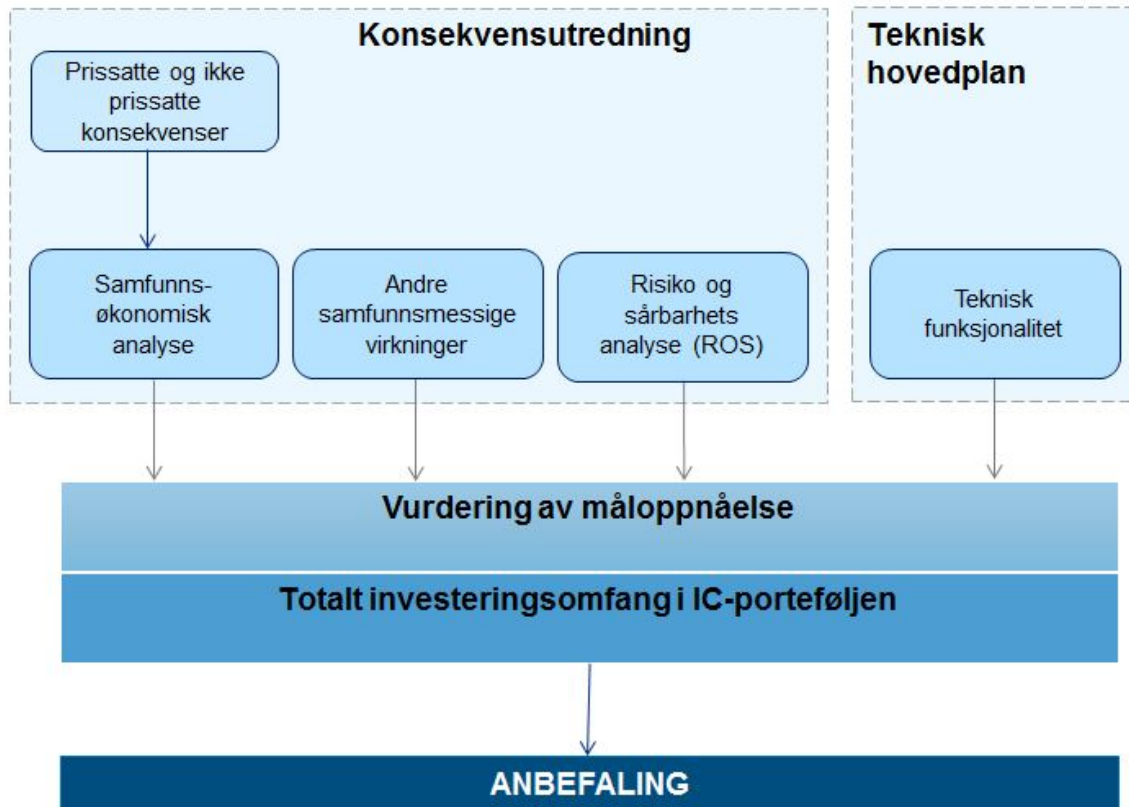 Konsekvensutredning
Prissatte og ikke
prissatte
konsekvenser
Samfunns-
økonomisk
analyse
Andre
samfunnsmessige
virkninger
Risiko og
sårbarhets
analyse (ROS)
Teknisk
hovedplan
Teknisk
funksjonalitet
Vurdering av måloppnåelse
Totalt investeringsomfang i IC-porteføljen
ANBEFALING